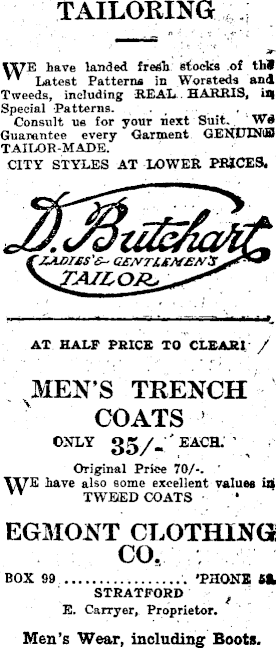 TAILORING
WE have landed fresh stocks of the
Latest Patterns in Worsteds and
Tweeds, including REAL HARRIS, in
Special Patterns.
Consult us for your next Suit. We
Guarantee every Garment GENUINE
TAILOR-MADE.
CITY STYLES AT LOWER PRICES.
D. Butchart
LADIES' & GENTLEMEN'S
TAILOR
AT HALF PRICE TO CLEAR!
MEN'S TRENCH
COATS
ONLY 35/- EACH.
Original Price 70/-.
WE have also some excellent values in
TWEED COATS
EGMONT CLOTHING
CO.
BOX 99 ................. 'PHONE
STRATFORD
E. Carryer, Proprietor.
Men's Wear, including Boots.